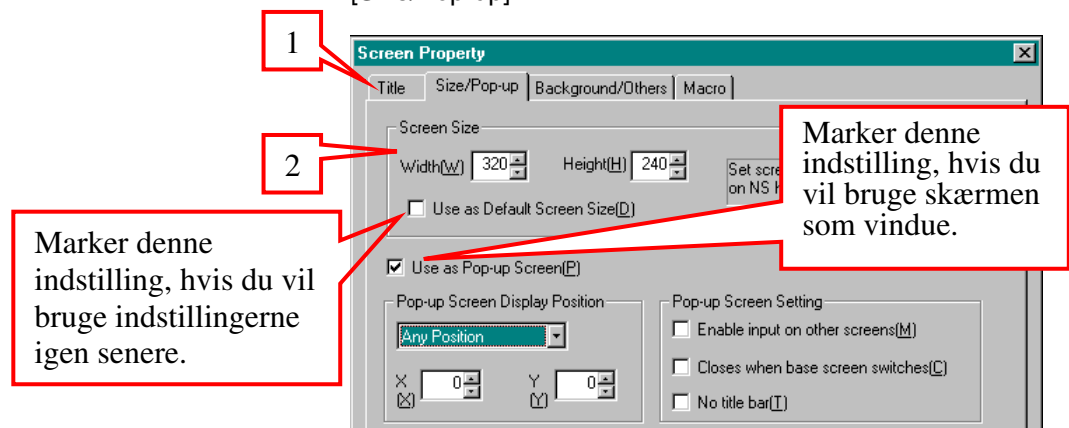 1
Screen Property
Title Size/Pop-up Background/Others Macro
Screen Size
2
Width(W) 320 Height(H) 240
Set
on NS
Use as Default Screen Size(D)
Marker denne
indstilling, hvis du
vil bruge skærmen
som vindue.
Marker denne
indstilling, hvis du vil
bruge indstillingerne
igen senere.
Use as Pop-up Screen(P)
Pop-up Screen Display Position
Any Position
X 0 Y 0
(X) (Y)
Pop-up Screen Setting
Enable input on other screens(M)
Closes when base screen switches(C)
No title bar(T)